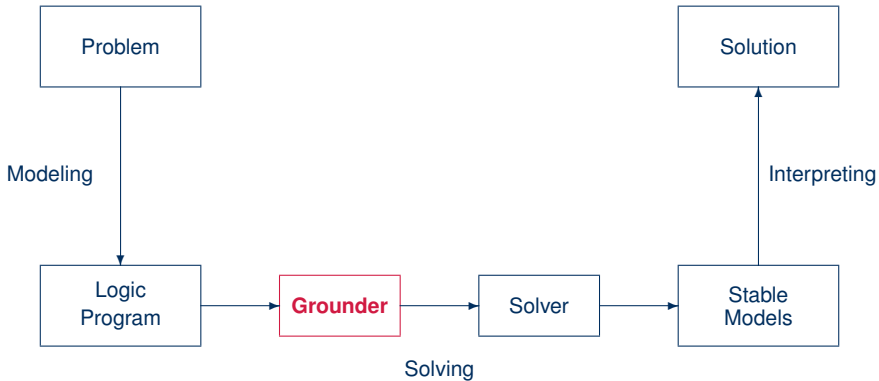 Problem
Solution
Modeling
Interpreting
Logic
Program
Grounder
Solver
Stable
Models
Solving